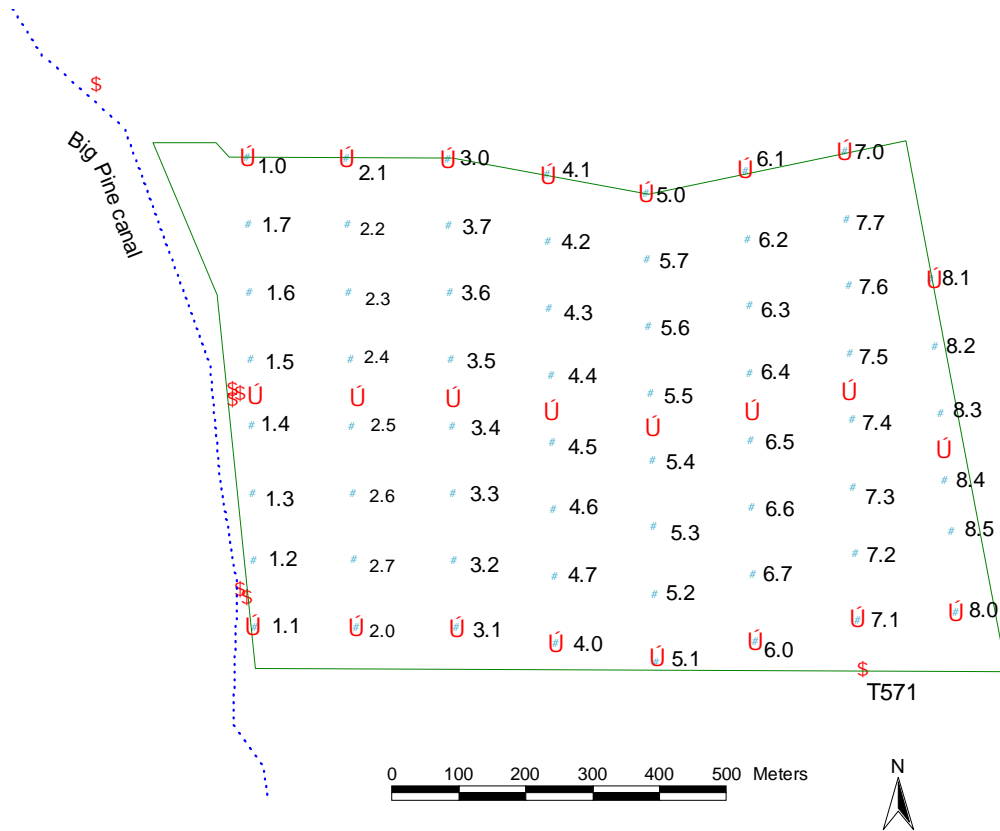 $
Big Pine canal
Ú 1.0 Ú 2.1 Ú 3.0 Ú 4.1 Ú 5.0 Ú 6.1 Ú 7.0
# 1.7 # 2.2 # 3.7 # 4.2 # 5.7 # 6.2 # 7.7
# 1.6 # 2.3 # 3.6 # 4.3 # 5.6 # 6.3 # 7.6 Ú 8.1
# 1.5 # 2.4 # 3.5 # 4.4 # 5.5 # 6.4 # 7.5 # 8.2
$ $ $ $ Ú Ú Ú Ú Ú Ú Ú Ú
# 1.4 # 2.5 # 3.4 # 4.5 # 5.4 # 6.5 # 7.4 # 8.3
# 1.3 # 2.6 # 3.3 # 4.6 # 5.3 # 6.6 # 7.3 # 8.4
# 1.2 # 2.7 # 3.2 # 4.7 # 5.2 # 6.7 # 7.2 # 8.5
$ $
Ú 1.1 Ú 2.0 Ú 3.1 Ú 4.0 Ú 5.1 Ú 6.0 Ú 7.1 Ú 8.0
$
T571
0 100 200 300 400 500 Meters
N